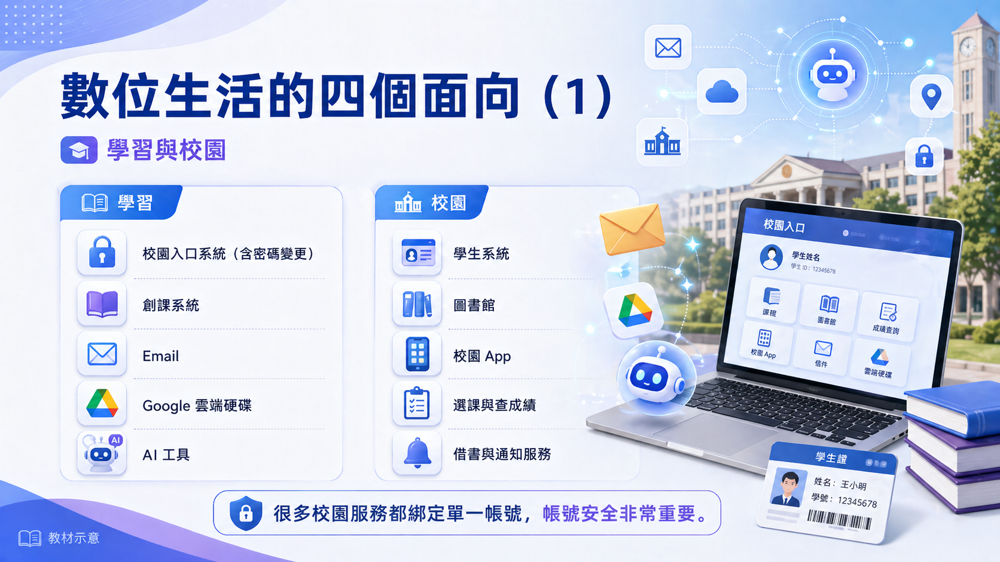 數位生活的四個面向（1）
學習與校園
學習
校園入口系統（含密碼變更）
創課系統
Email
Google 雲端硬碟
AI
AI 工具
校園
學生系統
圖書館
校園 App
選課與查成績
借書與通知服務
校園入口
學生姓名
學生 ID：12345678
圖書館
成績查詢
校園 App
信件
雲端硬碟
學生證
姓名：王小明
學號：12345678
很多校園服務都綁定單一帳號，帳號安全非常重要。
教材示意